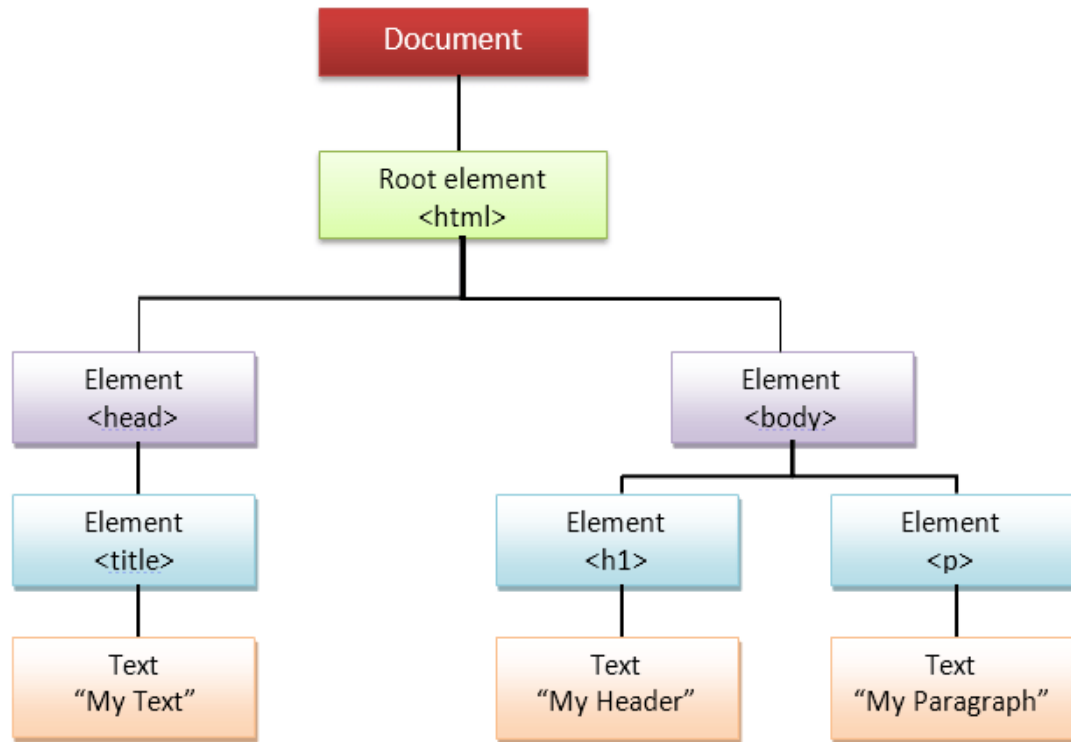 Document
Root element
<html>
Element
<head>
Element
<body>
Element
<title>
Element
<h1>
Element
<p>
Text
“My Text”
Text
“My Header”
Text
“My Paragraph”